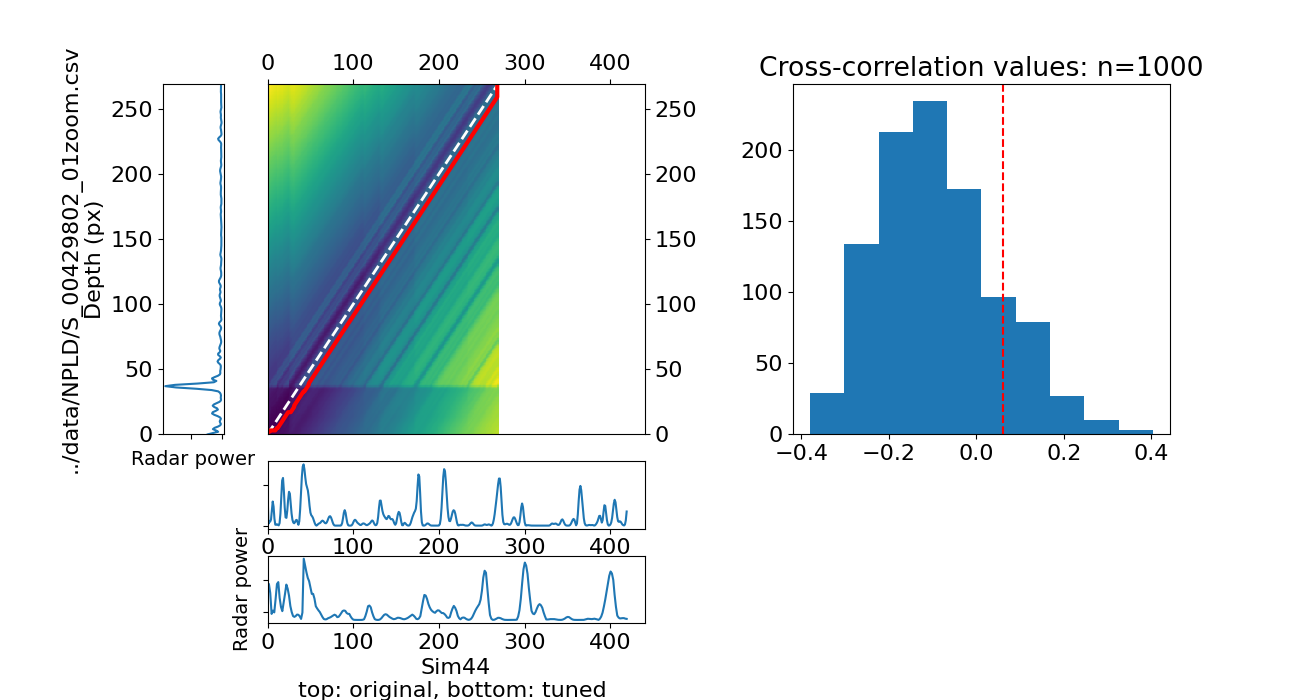 ../data/NPLD/S_00429802_01zoom.csv
Depth (px)
0 100 200 300 400
250
200
150
100
50
0
Radar power
250
200
150
100
50
0
0 100 200 300 400
Radar power
0 100 200 300 400
Sim44
top: original, bottom: tuned
Cross-correlation values: n=1000
200
150
100
50
0
−0.4 −0.2 0.0 0.2 0.4